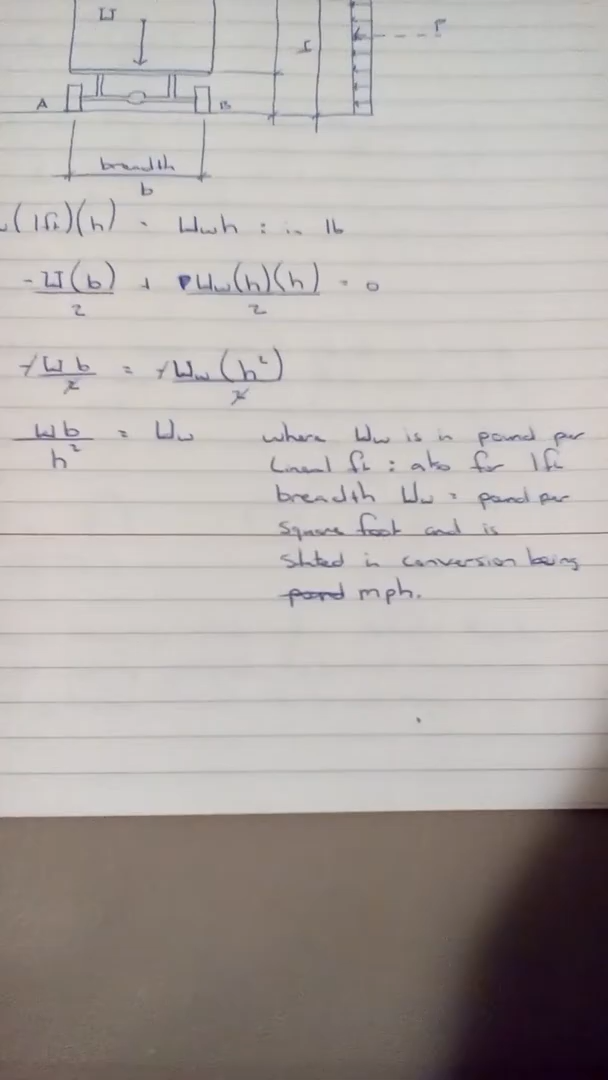 W
h
P
A B
breadth
b
w(1ft)(h) = Wwh : in lb
-W(b)/2 + Ww(h)(h)/2 = 0
-Wb/2 = -Ww(h²)/2
Wb/h² = Ww where Ww is in pound per
Lineal ft : also for 1ft
breadth Ww = pound per
square foot and is
stated in conversion being
pound mph.